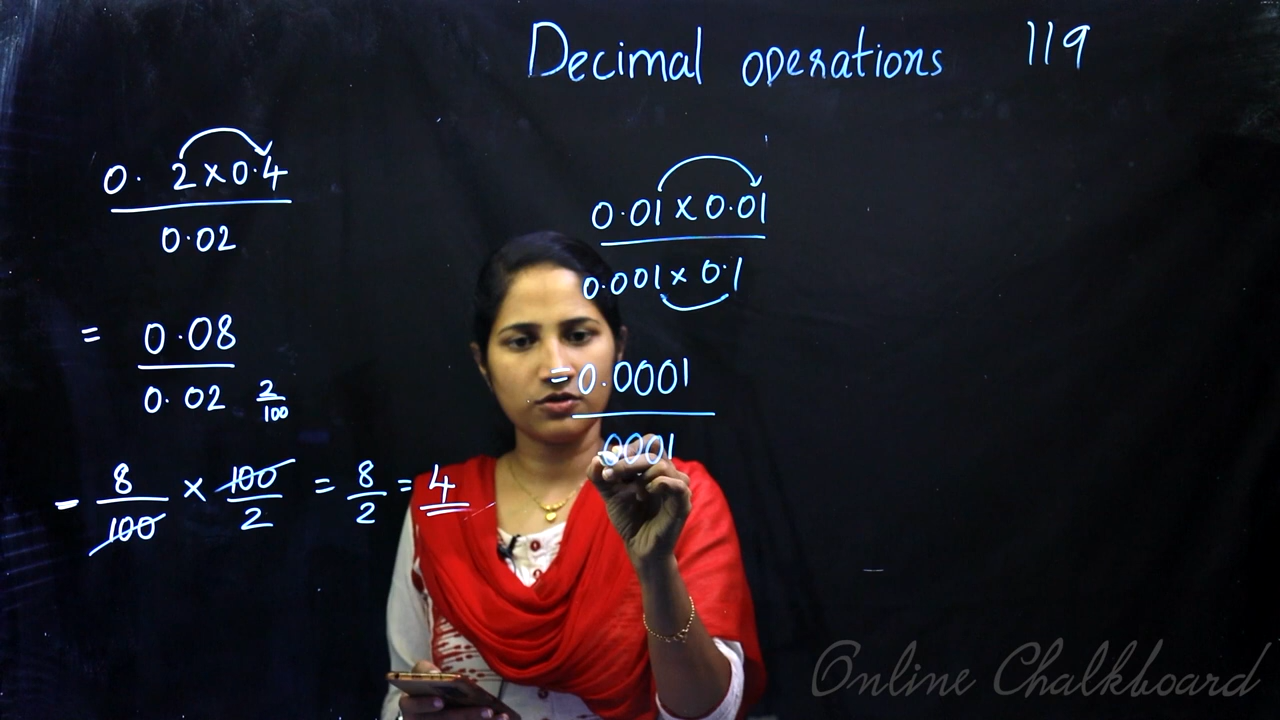 Decimal operations 119
0.2×0.4
0.02
= 0.08
0.02 2/100
- 8/100 × 100/2 = 8/2 = 4
0.01 × 0.01
0.001 × 0.1
= 0.0001
0001
Online Chalkboard